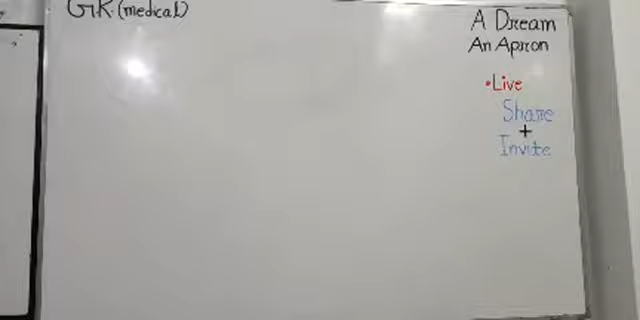 GK (medical)
A Dream
An Apron
•Live
Share
+
Invite